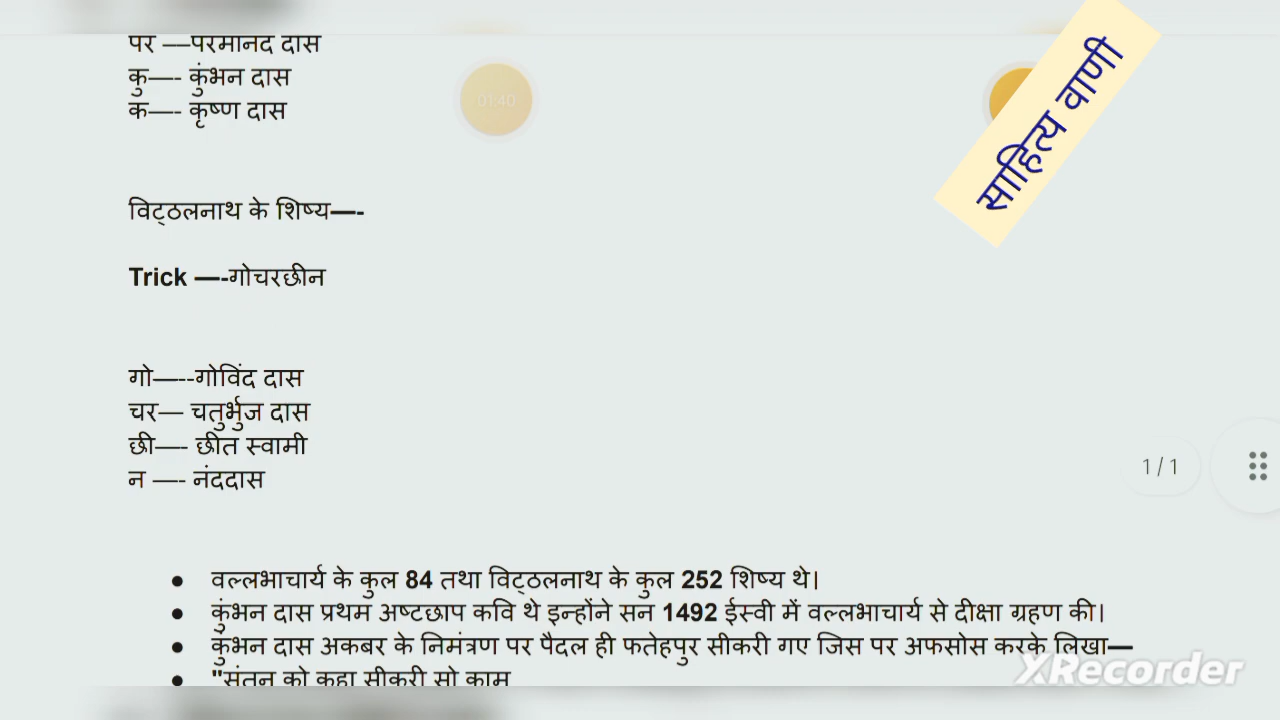 पर —परमानंद दास
कु—- कुंभन दास
01:40
क—- कृष्ण दास
साहित्य वाणी
विट्ठलनाथ के शिष्य—-
Trick —-गोचरछीन
गो—--गोविंद दास
चर— चतुर्भुज दास
छी—- छीत स्वामी
न —- नंददास
1 / 1
● वल्लभाचार्य के कुल 84 तथा विट्ठलनाथ के कुल 252 शिष्य थे।
● कुंभन दास प्रथम अष्टछाप कवि थे इन्होंने सन 1492 ईस्वी में वल्लभाचार्य से दीक्षा ग्रहण की।
● कुंभन दास अकबर के निमंत्रण पर पैदल ही फतेहपुर सीकरी गए जिस पर अफसोस करके लिखा—
● "संतन को कहा सीकरी सो काम
XRecorder